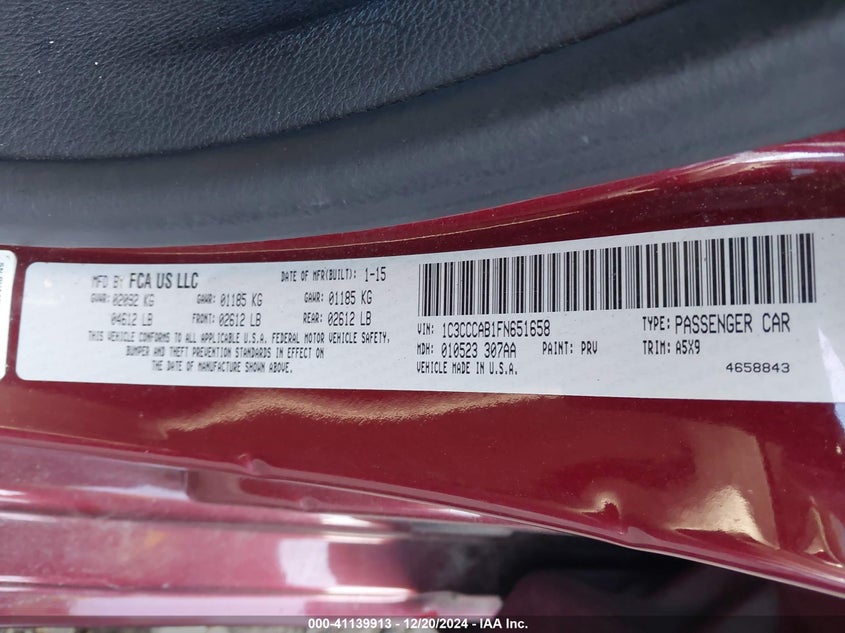 MFD BY FCA US LLC
DATE OF MFR(BUILT): 1-15
GVWR: 02092 KG GAWR: 01185 KG GAWR: 01185 KG
04612 LB FRONT: 02612 LB REAR: 02612 LB
THIS VEHICLE CONFORMS TO ALL APPLICABLE U.S.A. FEDERAL MOTOR VEHICLE SAFETY,
BUMPER AND THEFT PREVENTION STANDARDS IN EFFECT ON
THE DATE OF MANUFACTURE SHOWN ABOVE.
VIN: 1C3CCCAB1FN651658 TYPE: PASSENGER CAR
MDH: 010523 307AA PAINT: PRV TRIM: A5X9
VEHICLE MADE IN U.S.A. 4658843
000-41139913 - 12/20/2024 - IAA Inc.